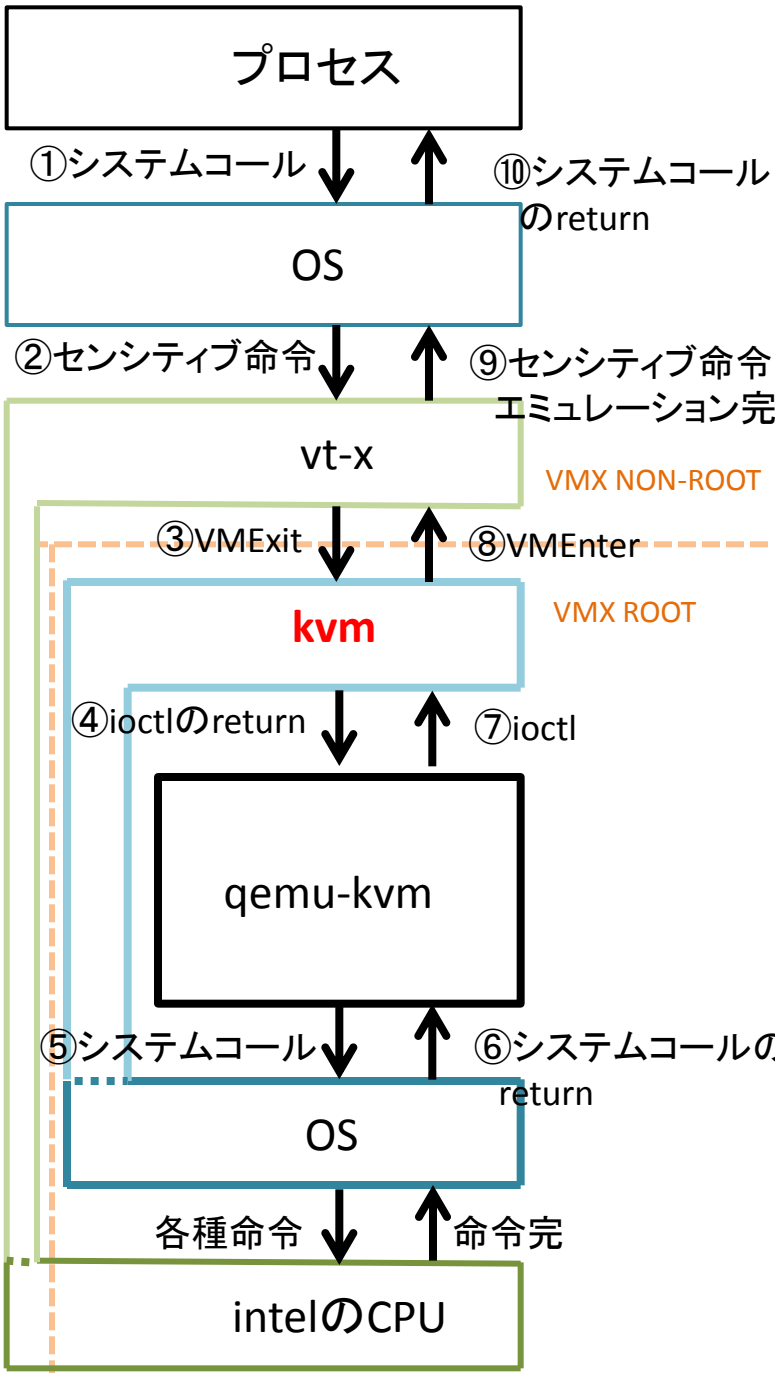 プロセス
①システムコール
⑩システムコール
のreturn
OS
②センシティブ命令
⑨センシティブ命令
エミュレーション完
vt-x
VMX NON-ROOT
③VMExit
⑧VMEnter
kvm
VMX ROOT
④ioctlのreturn
⑦ioctl
qemu-kvm
⑤システムコール
⑥システムコールの
return
OS
各種命令
命令完
intelのCPU